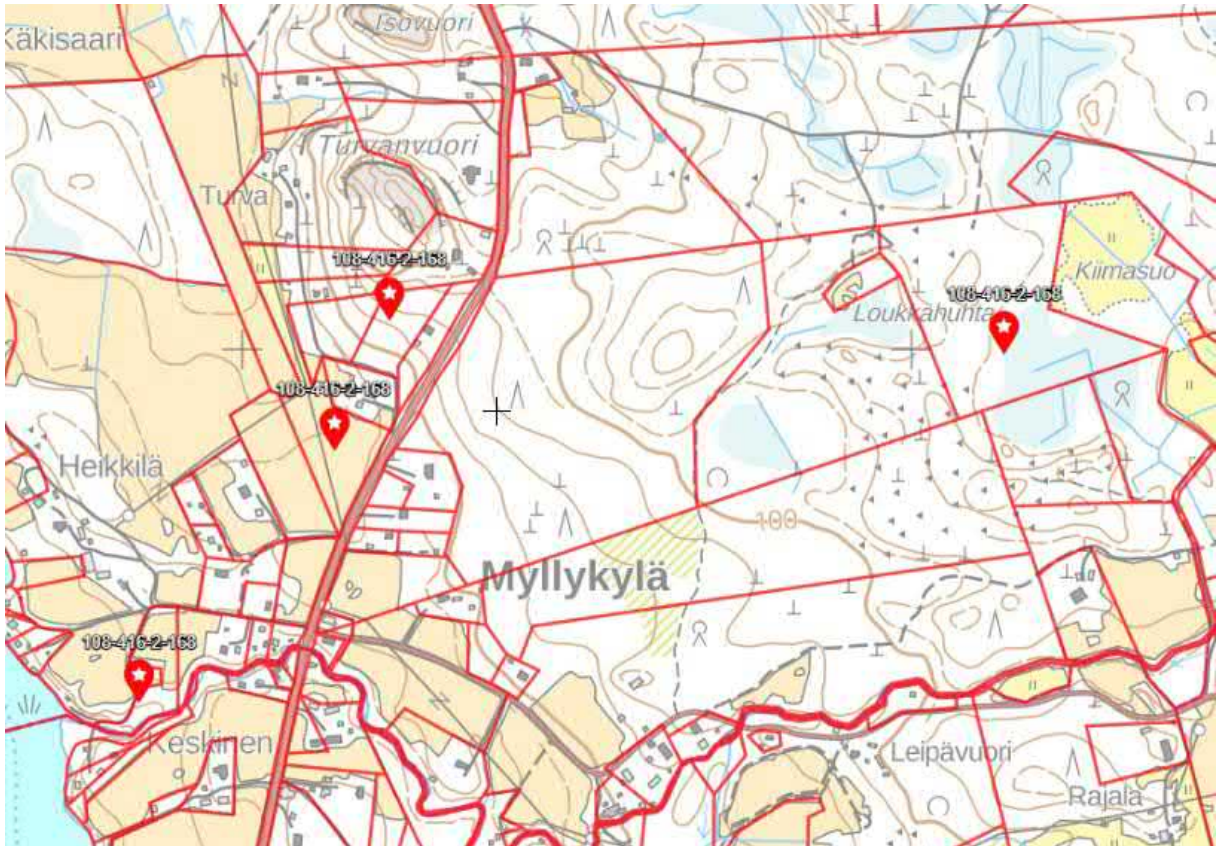 Isovuori
Käkisaari
Turvanvuori
Turva
108-416-2-168
Kiimasuo
108-416-2-168
Loukkahuhta
108-416-2-168
Heikkilä
100
Myllykylä
108-416-2-168
Keskinen
Leipävuori
Rajala